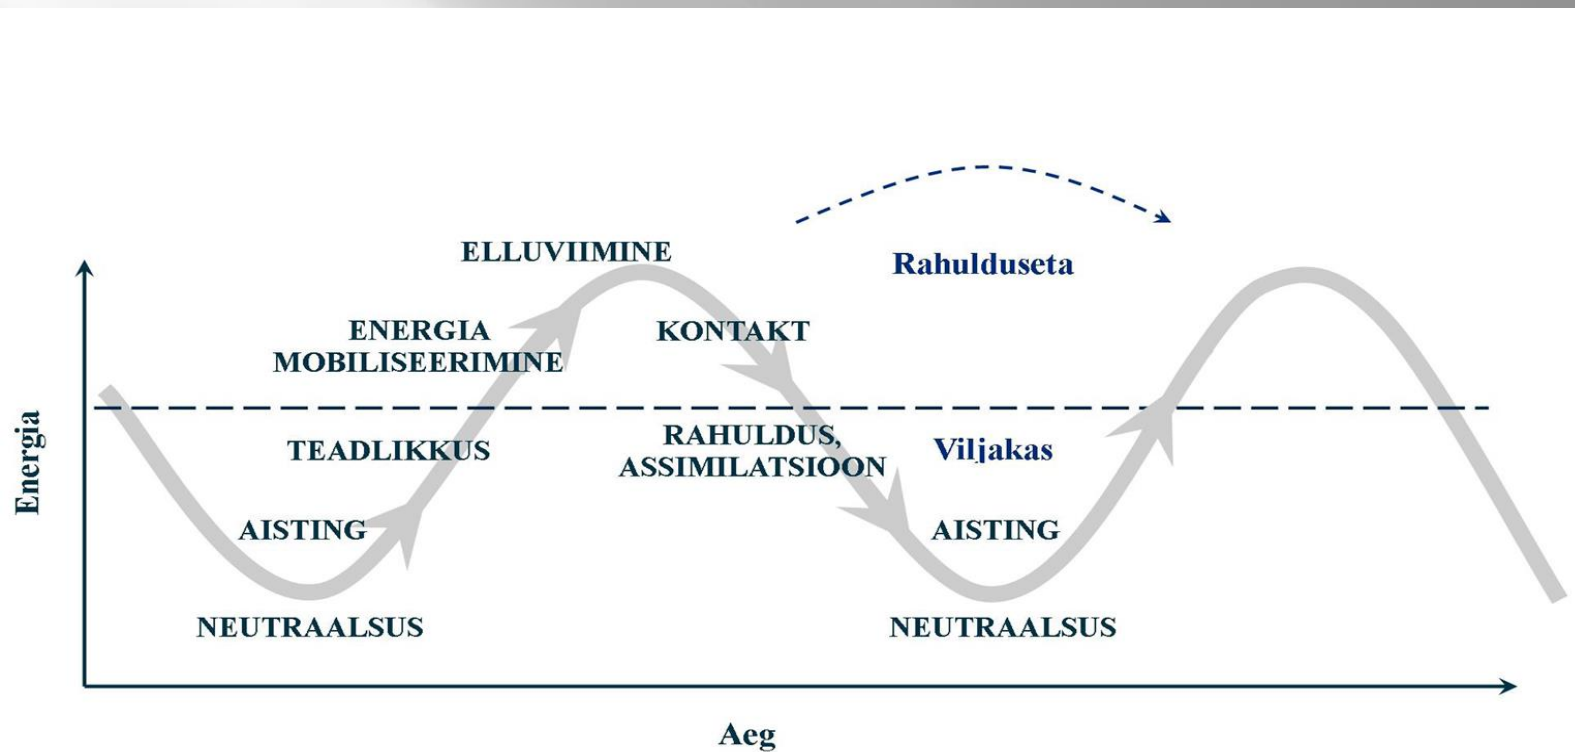 ELLUVIIMINE
Rahulduseta
ENERGIA
MOBILISEERIMINE
KONTAKT
TEADLIKKUS
RAHULDUS,
ASSIMILATSIOON
Viljakas
AISTING
AISTING
NEUTRAALSUS
NEUTRAALSUS
Energia
Aeg